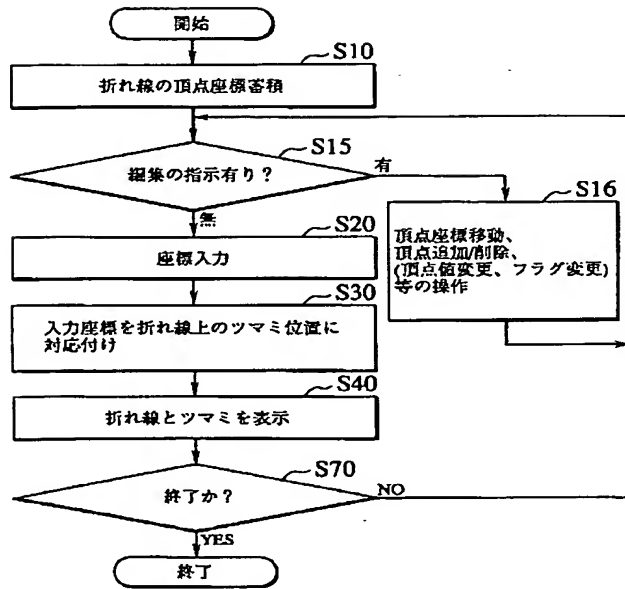 開始
S10
折れ線の頂点座標蓄積
S15
編集の指示有り？
有
無
S16
頂点座標移動、
頂点追加/削除、
(頂点値変更、フラグ変更)
等の操作
S20
座標入力
S30
入力座標を折れ線上のツマミ位置に
対応付け
S40
折れ線とツマミを表示
S70
終了か？
NO
YES
終了